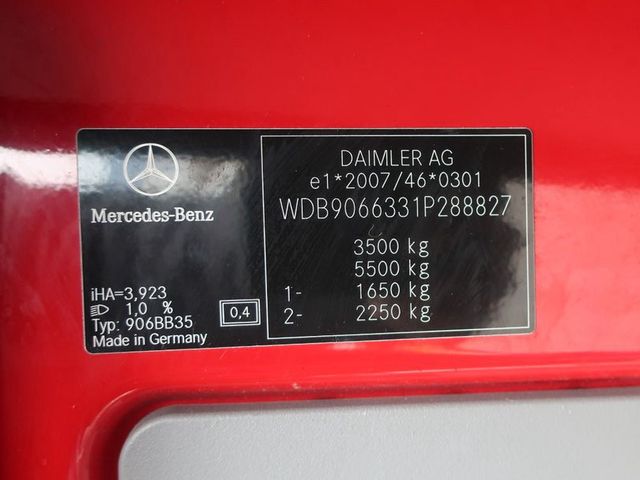 Mercedes-Benz
iHA=3,923
1,0 %
Typ: 906BB35
Made in Germany
0,4
DAIMLER AG
e1*2007/46*0301
WDB9066331P288827
3500 kg
5500 kg
1- 1650 kg
2- 2250 kg